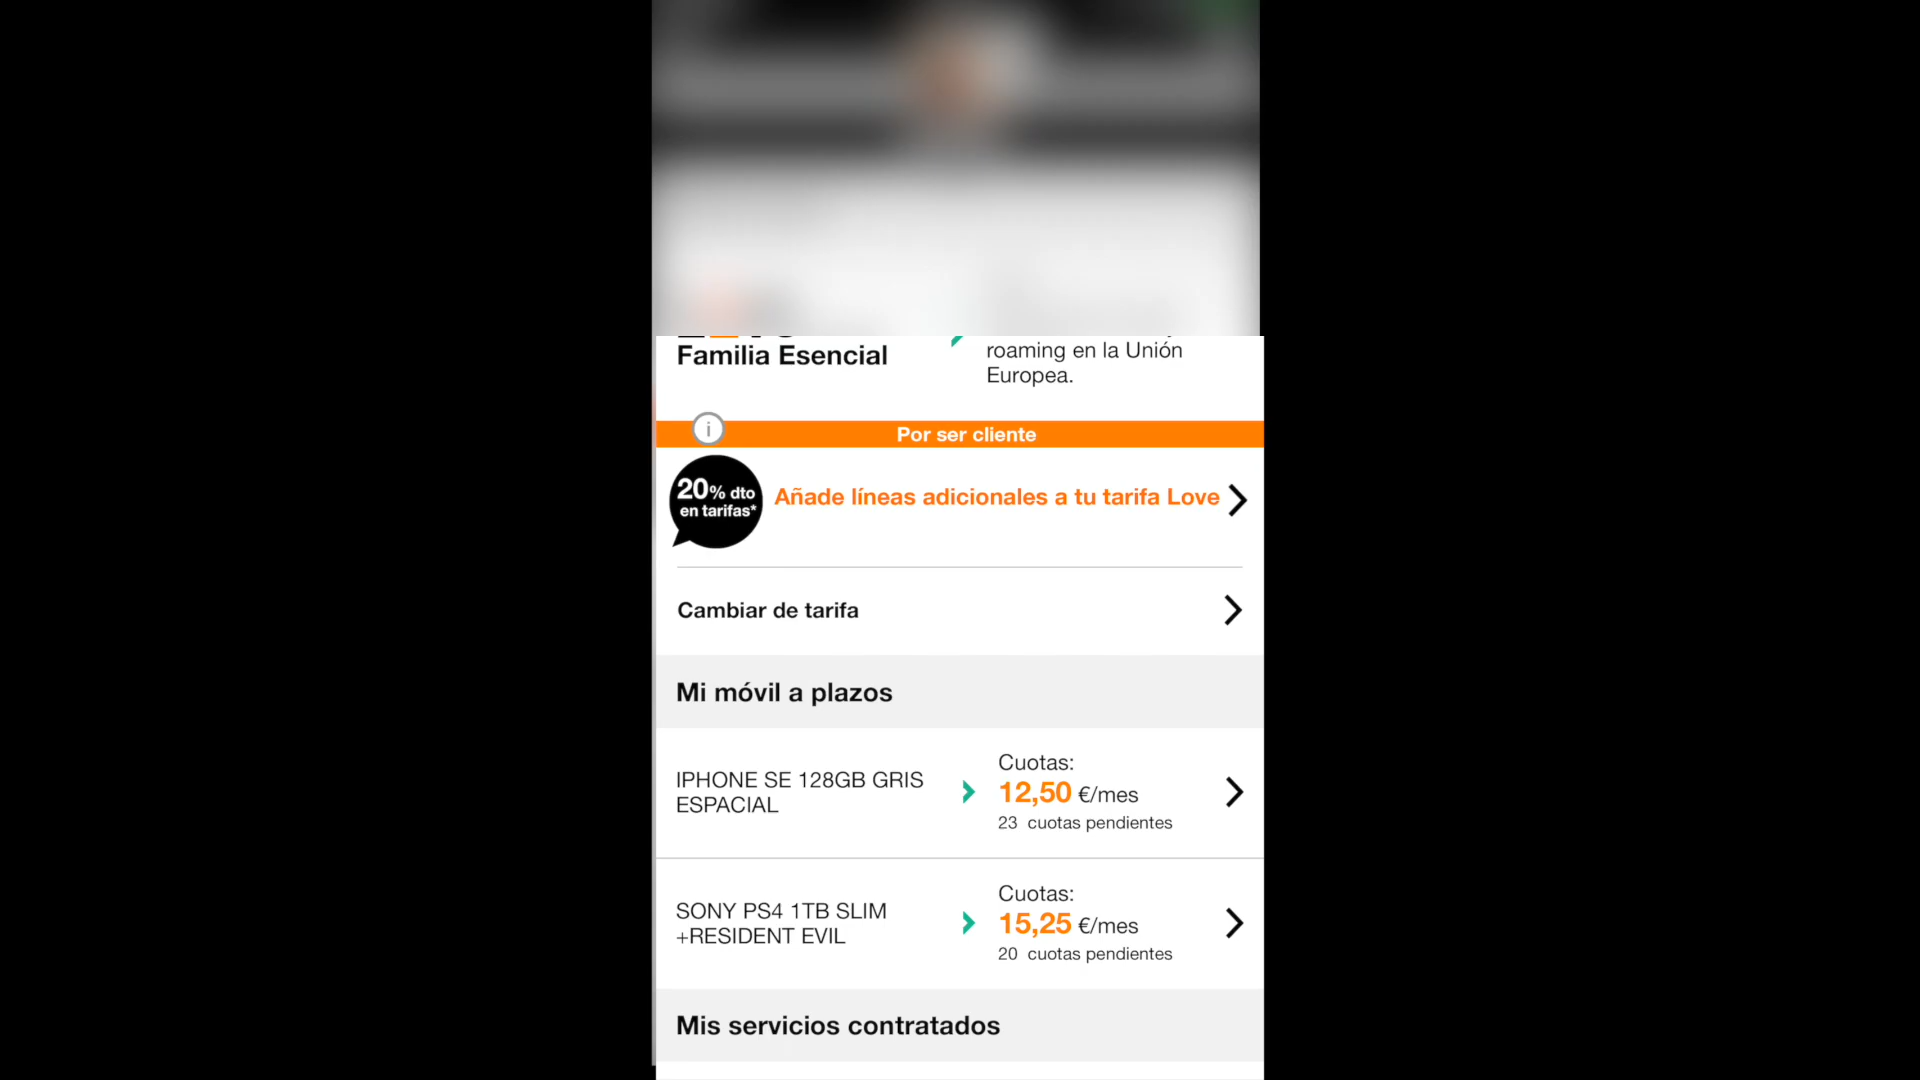 Familia Esencial
roaming en la Unión
Europea.
Por ser cliente
20% dto
en tarifas*
Añade líneas adicionales a tu tarifa Love
Cambiar de tarifa
Mi móvil a plazos
IPHONE SE 128GB GRIS
ESPACIAL
Cuotas:
12,50 €/mes
23 cuotas pendientes
SONY PS4 1TB SLIM
+RESIDENT EVIL
Cuotas:
15,25 €/mes
20 cuotas pendientes
Mis servicios contratados